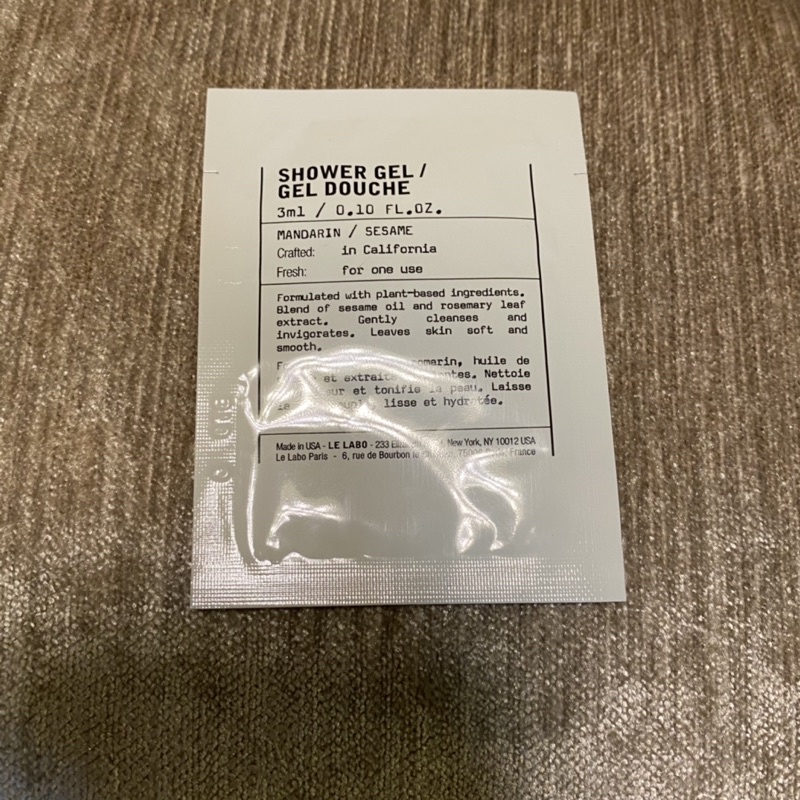 SHOWER GEL /
GEL DOUCHE
3ml / 0.10 FL.OZ.
MANDARIN / SESAME
Crafted: in California
Fresh: for one use
Formulated with plant-based ingredients.
Blend of sesame oil and rosemary leaf
extract. Gently cleanses and
invigorates. Leaves skin soft and
smooth.
huile de
et Nettoie
et tonifie la peau. Laisse
lisse et hydratée.
Made in USA - LE LABO - 233 New York, NY 10012 USA
Le Labo Paris - 6, rue de Bourbon le France